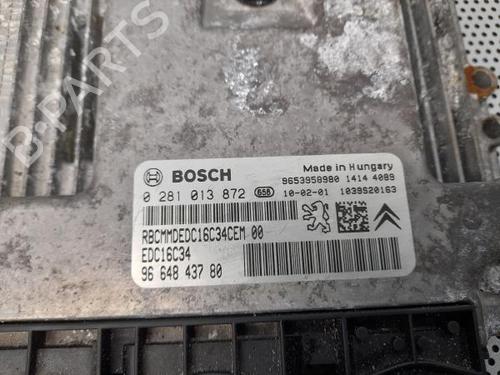 BOSCH
Made in Hungary
9653958980 1414 4089
0 281 013 872 658 10-02-01 1039S20163
RBCMMDEDC16C34CEM 00
EDC16C34
96 648 437 80
B-PARTS